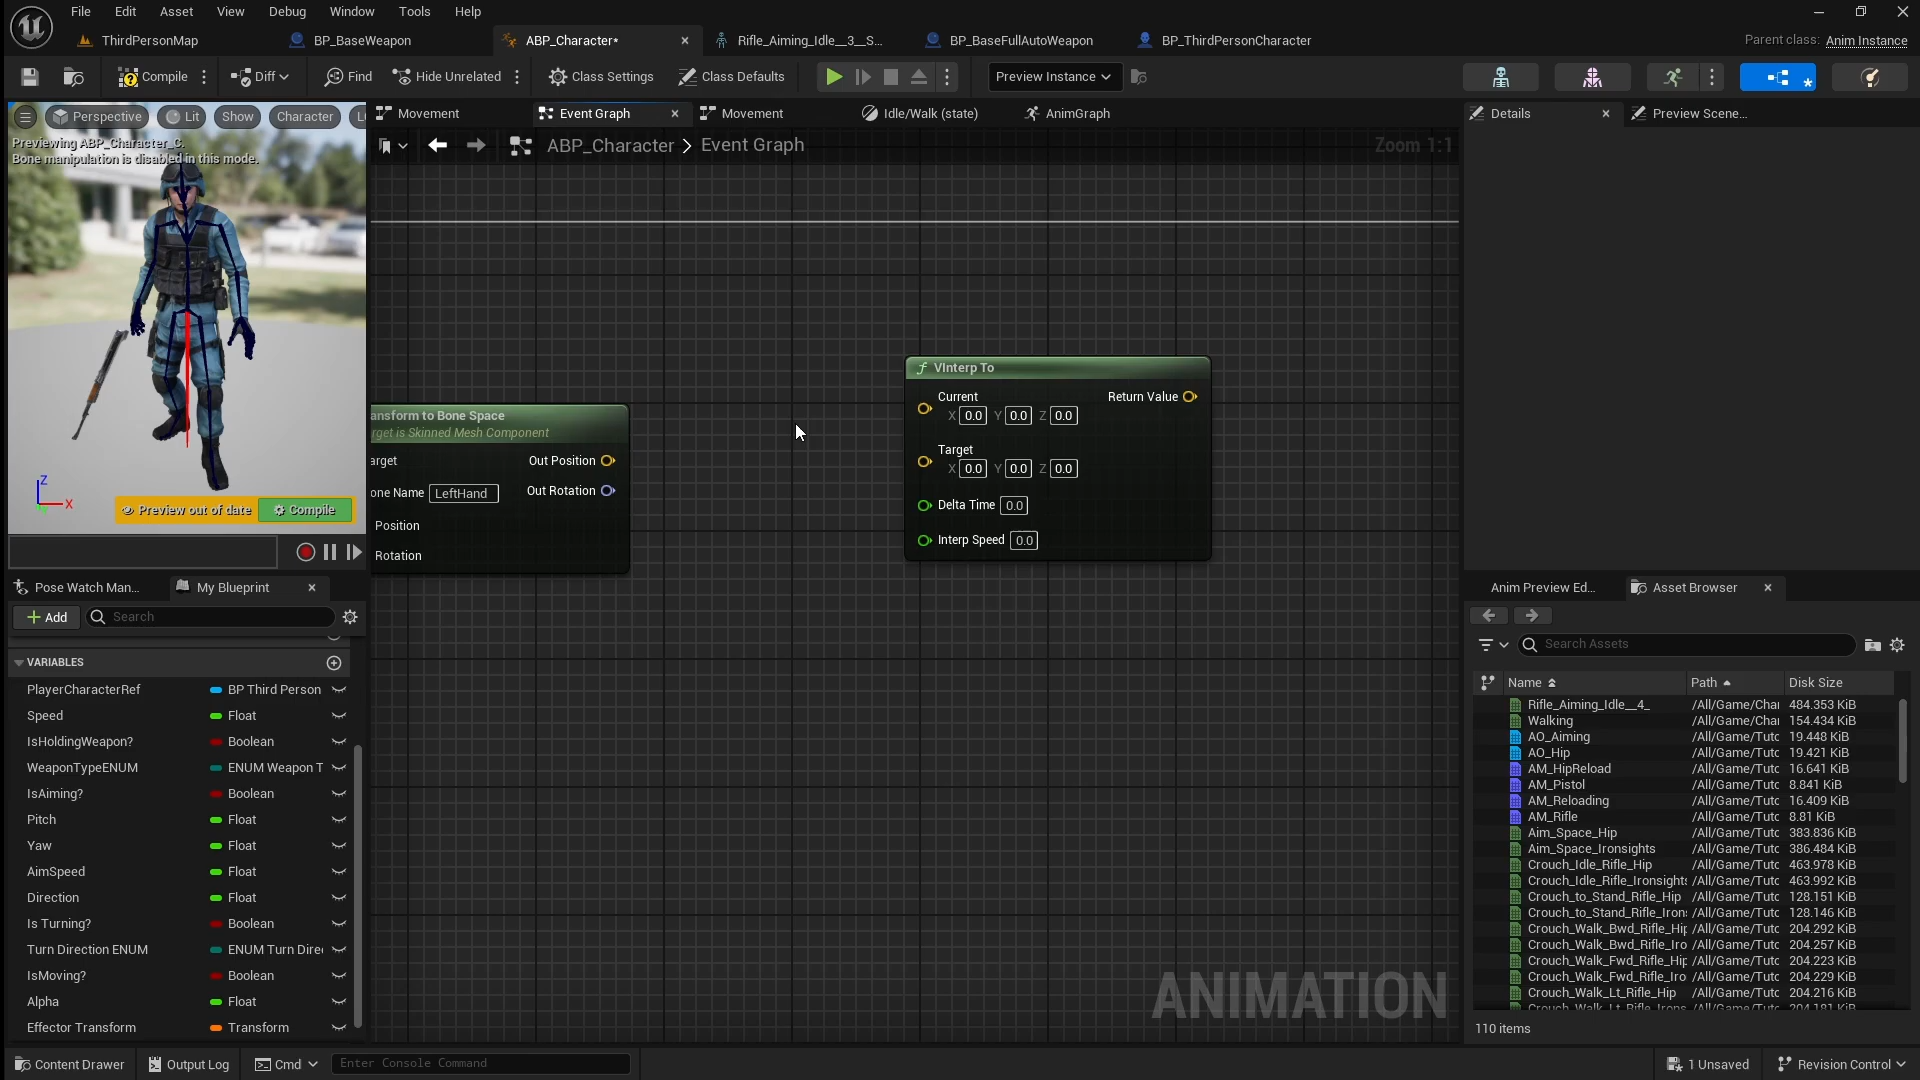 File Edit Asset View Debug Window Tools Help
ThirdPersonMap BP_BaseWeapon ABP_Character* Rifle_Aiming_Idle__3__S... BP_BaseFullAutoWeapon BP_ThirdPersonCharacter Parent class: Anim Instance
Compile Diff Find Hide Unrelated Class Settings Class Defaults Preview Instance
Perspective Lit Show Character
Previewing ABP_Character_C.
Bone manipulation is disabled in this mode.
Z
X
Preview out of date Compile
Movement Event Graph Movement Idle/Walk (state) AnimGraph
ABP_Character > Event Graph Zoom 1:1
ansform to Bone Space
rget is Skinned Mesh Component
arget Out Position
one Name LeftHand Out Rotation
Position
Rotation
VInterp To
Current Return Value
X 0.0 Y 0.0 Z 0.0
Target
X 0.0 Y 0.0 Z 0.0
Delta Time 0.0
Interp Speed 0.0
ANIMATION
Details Preview Scene...
Pose Watch Man... My Blueprint
Add Search
VARIABLES
PlayerCharacterRef BP Third Person
Speed Float
IsHoldingWeapon? Boolean
WeaponTypeENUM ENUM Weapon T
IsAiming? Boolean
Pitch Float
Yaw Float
AimSpeed Float
Direction Float
Is Turning? Boolean
Turn Direction ENUM ENUM Turn Dire
IsMoving? Boolean
Alpha Float
Effector Transform Transform
Anim Preview Ed... Asset Browser
Search Assets
Name Path Disk Size
Rifle_Aiming_Idle__4_ /All/Game/Char 484.353 KiB
Walking /All/Game/Char 154.434 KiB
AO_Aiming /All/Game/Tutc 19.448 KiB
AO_Hip /All/Game/Tutc 19.421 KiB
AM_HipReload /All/Game/Tutc 16.641 KiB
AM_Pistol /All/Game/Tutc 8.841 KiB
AM_Reloading /All/Game/Tutc 16.409 KiB
AM_Rifle /All/Game/Tutc 8.81 KiB
Aim_Space_Hip /All/Game/Tutc 383.836 KiB
Aim_Space_Ironsights /All/Game/Tutc 386.484 KiB
Crouch_Idle_Rifle_Hip /All/Game/Tutc 463.978 KiB
Crouch_Idle_Rifle_Ironsights /All/Game/Tutc 463.992 KiB
Crouch_to_Stand_Rifle_Hip /All/Game/Tutc 128.151 KiB
Crouch_to_Stand_Rifle_Iron /All/Game/Tutc 128.146 KiB
Crouch_Walk_Bwd_Rifle_Hip /All/Game/Tutc 204.292 KiB
Crouch_Walk_Bwd_Rifle_Iro /All/Game/Tutc 204.257 KiB
Crouch_Walk_Fwd_Rifle_Hip /All/Game/Tutc 204.223 KiB
Crouch_Walk_Fwd_Rifle_Iro /All/Game/Tutc 204.229 KiB
Crouch_Walk_Lt_Rifle_Hip /All/Game/Tutc 204.216 KiB
Crouch_Walk_Lt_Rifle_Irons /All/Game/Tutc 204.181 KiB
110 items
Content Drawer Output Log Cmd Enter Console Command 1 Unsaved Revision Control